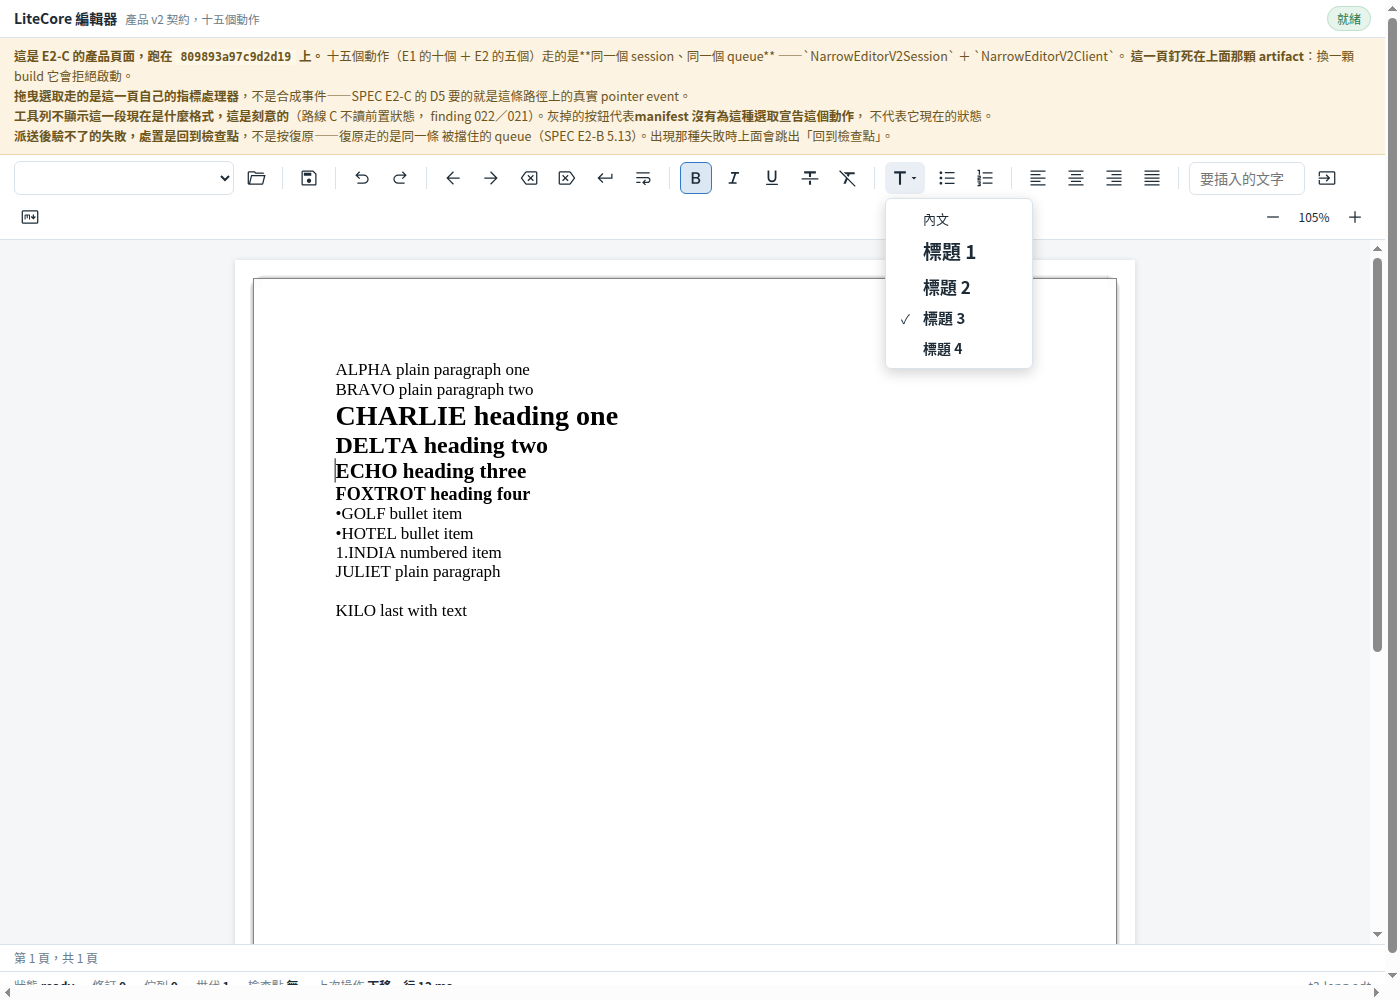 LiteCore 編輯器 產品 v2 契約，十五個動作 就緒
這是 E2-C 的產品頁面，跑在 809893a97c9d2d19 上。 十五個動作（E1 的十個 ＋ E2 的五個）走的是**同一個 session、同一個 queue** ——`NarrowEditorV2Session` ＋ `NarrowEditorV2Client`。 這一頁釘死在上面那顆 artifact：換一顆
build 它會拒絕啟動。
拖曳選取走的是這一頁自己的指標處理器，不是合成事件——SPEC E2-C 的 D5 要的就是這條路徑上的真實 pointer event。
工具列不顯示這一段現在是什麼格式，這是刻意的（路線 C 不讀前置狀態， finding 022／021）。灰掉的按鈕代表manifest 沒有為這種選取宣告這個動作， 不代表它現在的狀態。
派送後驗不了的失敗，處置是回到檢查點，不是按復原——復原走的是同一條 被擋住的 queue（SPEC E2-B 5.13）。出現那種失敗時上面會跳出「回到檢查點」。
B I U T T 要插入的文字
M 105%
內文
標題 1
標題 2
✓ 標題 3
標題 4
ALPHA plain paragraph one
BRAVO plain paragraph two
CHARLIE heading one
DELTA heading two
ECHO heading three
FOXTROT heading four
•GOLF bullet item
•HOTEL bullet item
1.INDIA numbered item
JULIET plain paragraph
KILO last with text
第 1 頁，共 1 頁